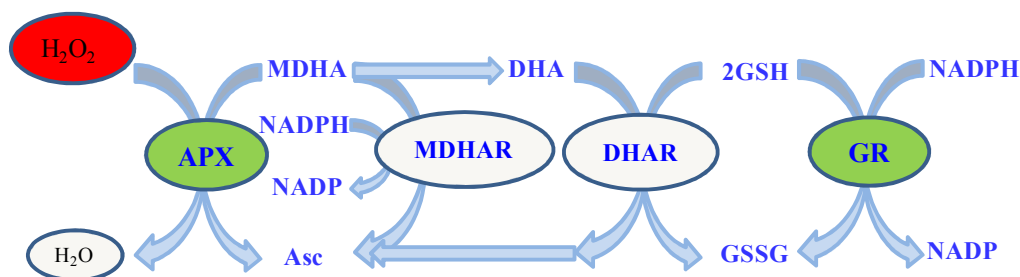 H₂O₂
MDHA
DHA
2GSH
NADPH
NADPH
APX
MDHAR
DHAR
GR
NADP
H₂O
Asc
GSSG
NADP